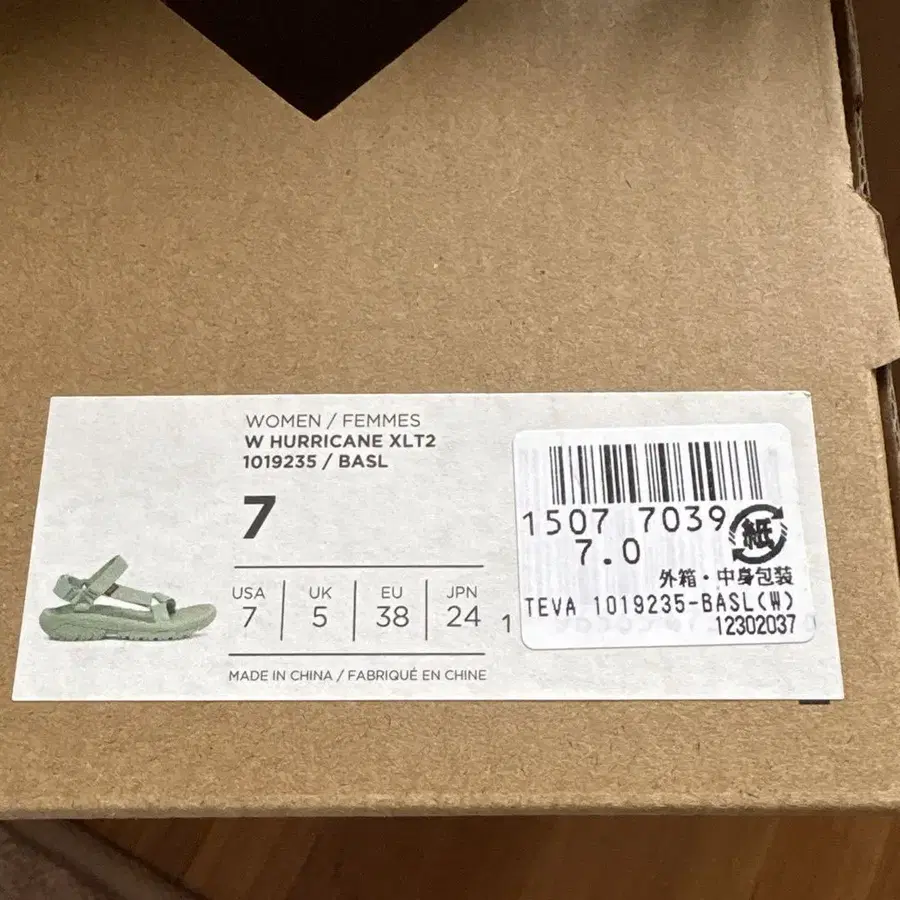 WOMEN / FEMMES
W HURRICANE XLT2
1019235 / BASL
7
USA UK EU JPN
7 5 38 24
MADE IN CHINA / FABRIQUÉ EN CHINE
1507 7039
7.0
紙
外箱・中身包装
TEVA 1019235-BASL(W)
12302037